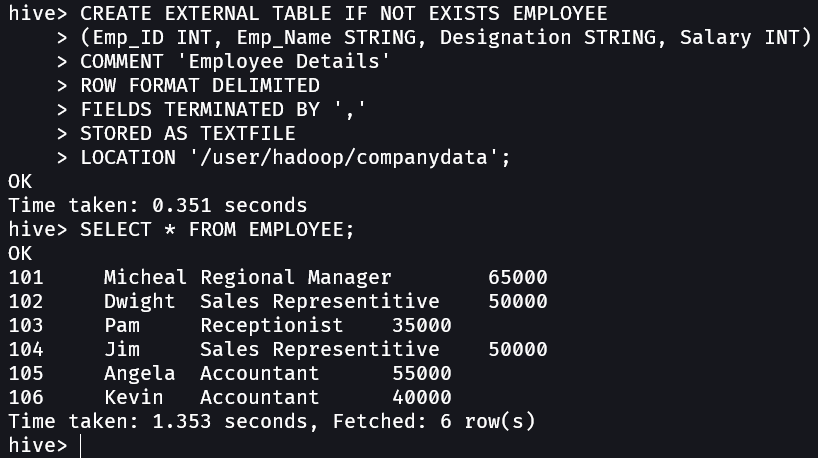 hive> CREATE EXTERNAL TABLE IF NOT EXISTS EMPLOYEE
    > (Emp_ID INT, Emp_Name STRING, Designation STRING, Salary INT)
    > COMMENT 'Employee Details'
    > ROW FORMAT DELIMITED
    > FIELDS TERMINATED BY ','
    > STORED AS TEXTFILE
    > LOCATION '/user/hadoop/companydata';
OK
Time taken: 0.351 seconds
hive> SELECT * FROM EMPLOYEE;
OK
101     Micheal Regional Manager        65000
102     Dwight  Sales Representitive    50000
103     Pam     Receptionist    35000
104     Jim     Sales Representitive    50000
105     Angela  Accountant      55000
106     Kevin   Accountant      40000
Time taken: 1.353 seconds, Fetched: 6 row(s)
hive>